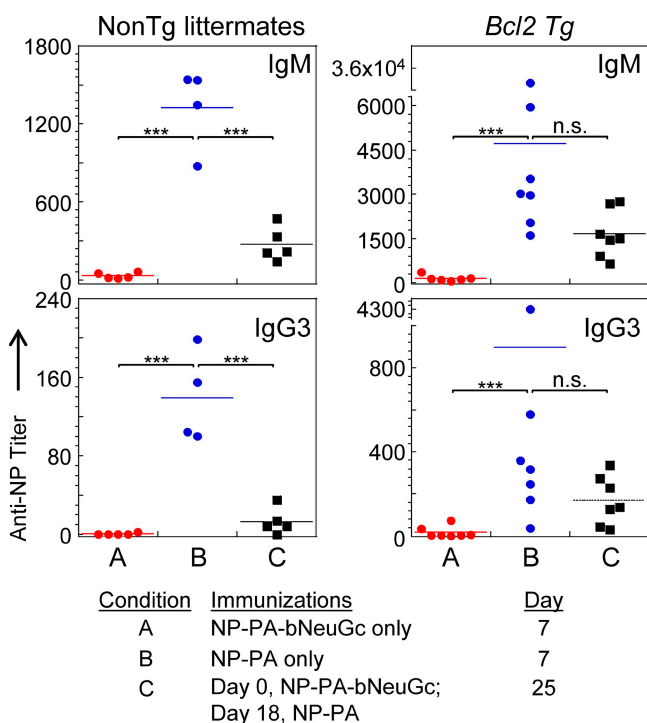 NonTg littermates
Bcl2 Tg
1800
1200
600
0
IgM
***
***
3.6x10⁴
6000
4500
3000
1500
0
IgM
***
n.s.
240
160
80
0
IgG3
***
***
4300
800
400
0
IgG3
***
n.s.
Anti-NP Titer
A B C
A B C
Condition Immunizations Day
A NP-PA-bNeuGc only 7
B NP-PA only 7
C Day 0, NP-PA-bNeuGc; 25
Day 18, NP-PA